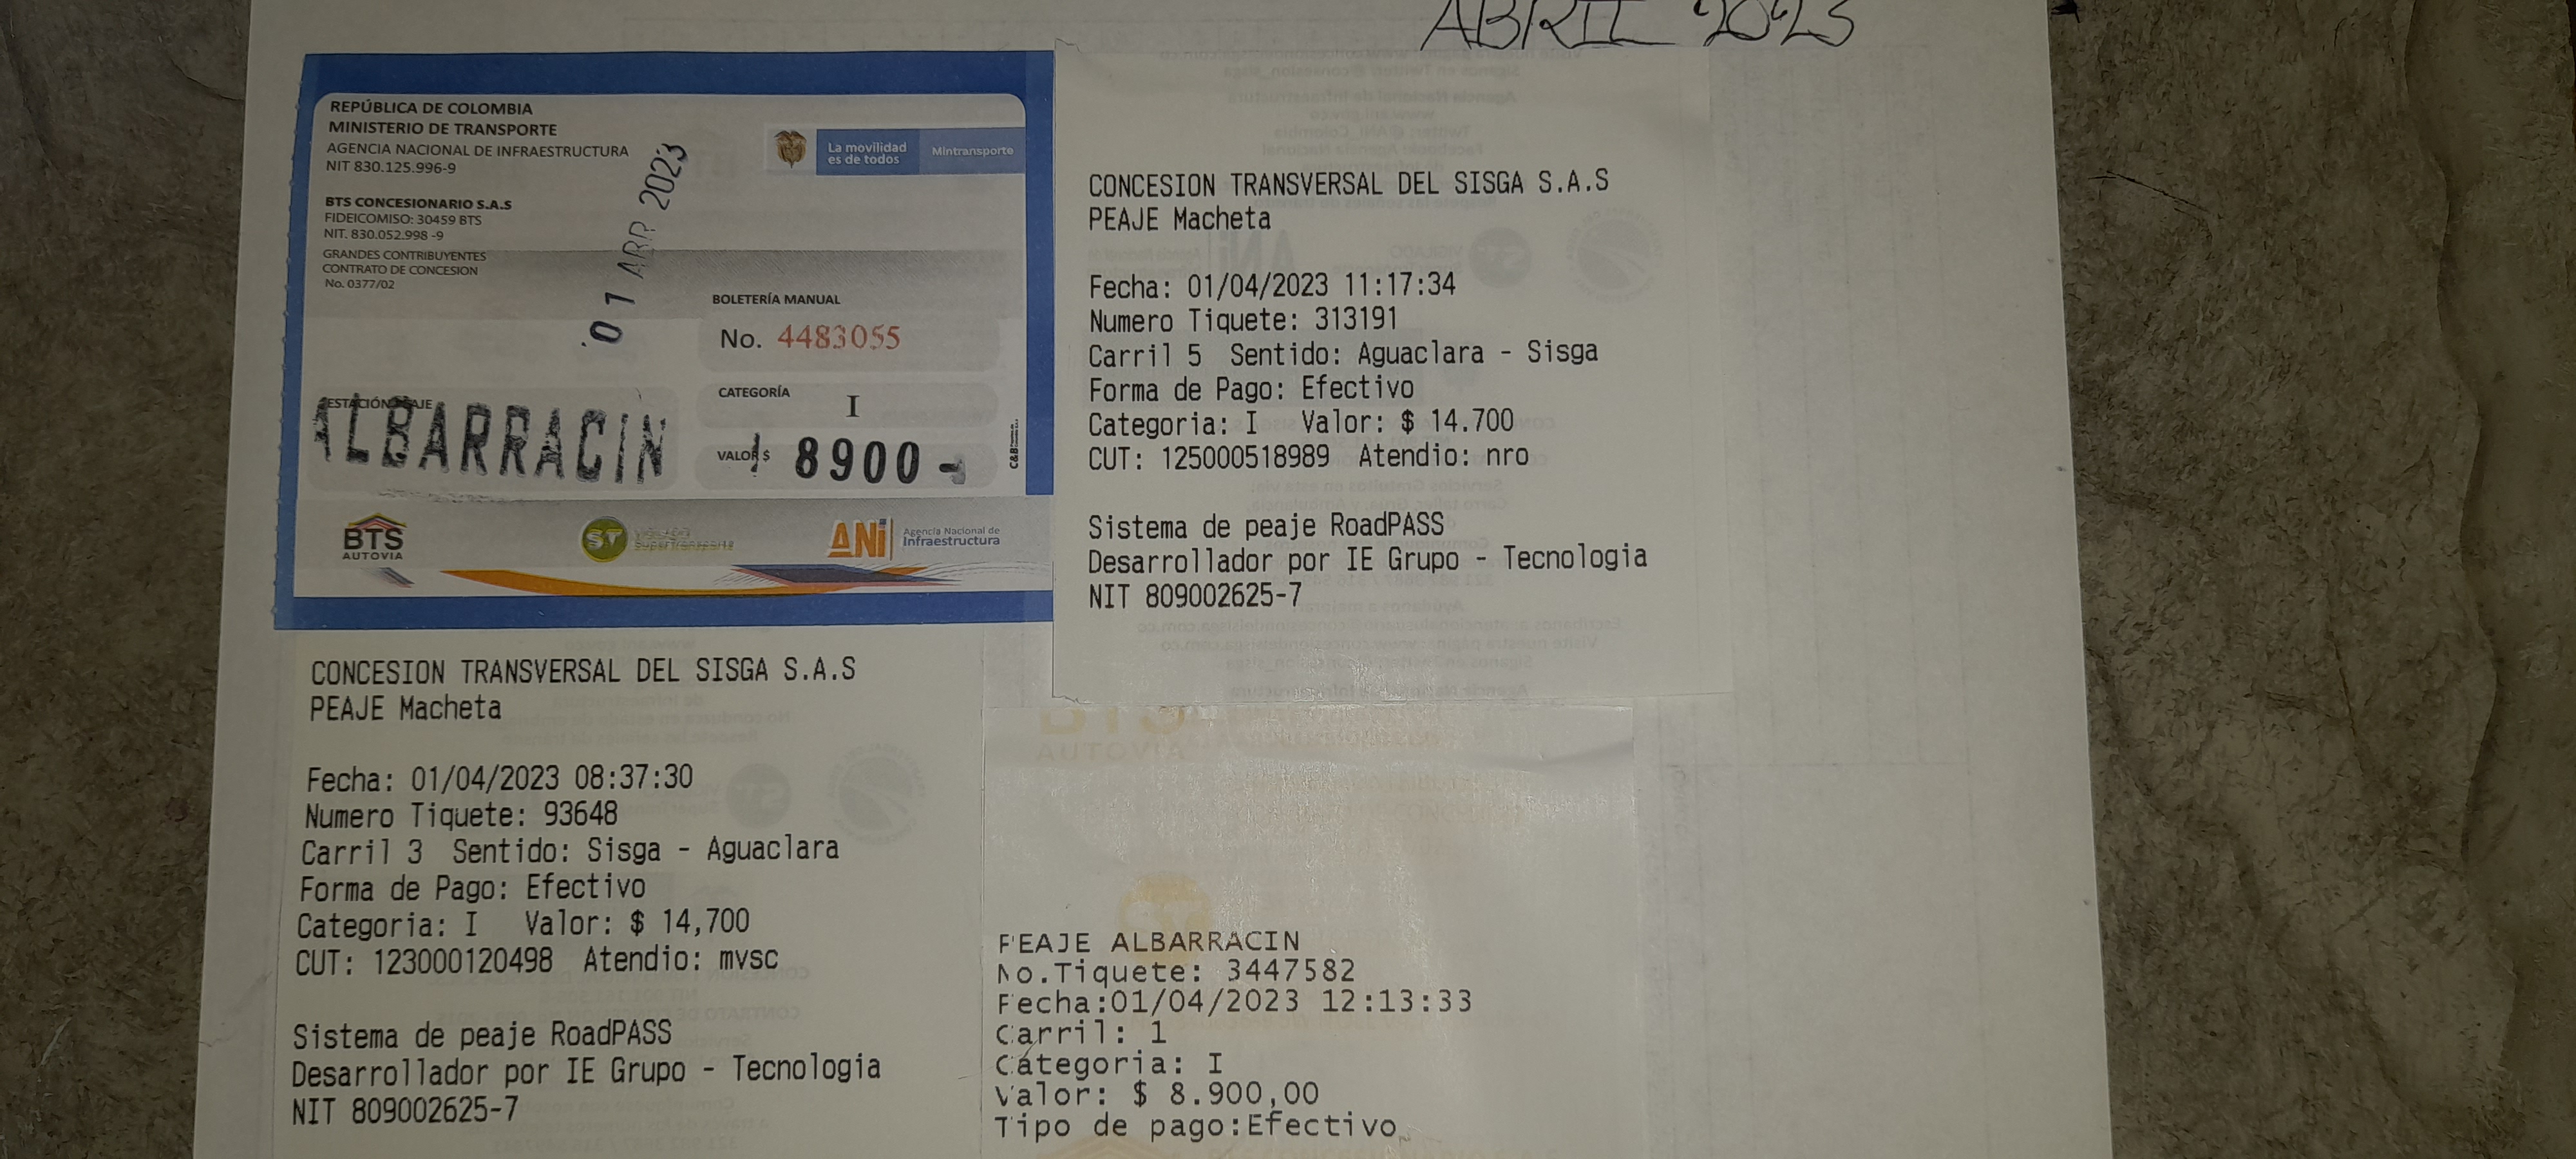 ABRIL 2023
REPÚBLICA DE COLOMBIA
MINISTERIO DE TRANSPORTE
AGENCIA NACIONAL DE INFRAESTRUCTURA
NIT 830.125.996-9
La movilidad
es de todos
Mintransporte
BTS CONCESIONARIO S.A.S
FIDEICOMISO: 30459 BTS
NIT. 830.052.998 -9
GRANDES CONTRIBUYENTES
CONTRATO DE CONCESION
No. 0377/02
01 ABR 2023
BOLETERÍA MANUAL
No. 4483055
ESTACIÓN PEAJE
ALBARRACIN
CATEGORÍA
I
VALOR $ 8900-
BTS
AUTOVIA
ST
ANI Agencia Nacional de
Infraestructura
CONCESION TRANSVERSAL DEL SISGA S.A.S
PEAJE Macheta
Fecha: 01/04/2023 11:17:34
Numero Tiquete: 313191
Carril 5 Sentido: Aguaclara - Sisga
Forma de Pago: Efectivo
Categoria: I Valor: $ 14.700
CUT: 125000518989 Atendio: nro
Sistema de peaje RoadPASS
Desarrollador por IE Grupo - Tecnologia
NIT 809002625-7
CONCESION TRANSVERSAL DEL SISGA S.A.S
PEAJE Macheta
Fecha: 01/04/2023 08:37:30
Numero Tiquete: 93648
Carril 3 Sentido: Sisga - Aguaclara
Forma de Pago: Efectivo
Categoria: I Valor: $ 14,700
CUT: 123000120498 Atendio: mvsc
Sistema de peaje RoadPASS
Desarrollador por IE Grupo - Tecnologia
NIT 809002625-7
PEAJE ALBARRACIN
No.Tiquete: 3447582
Fecha:01/04/2023 12:13:33
Carril: 1
Categoria: I
Valor: $ 8.900,00
Tipo de pago:Efectivo